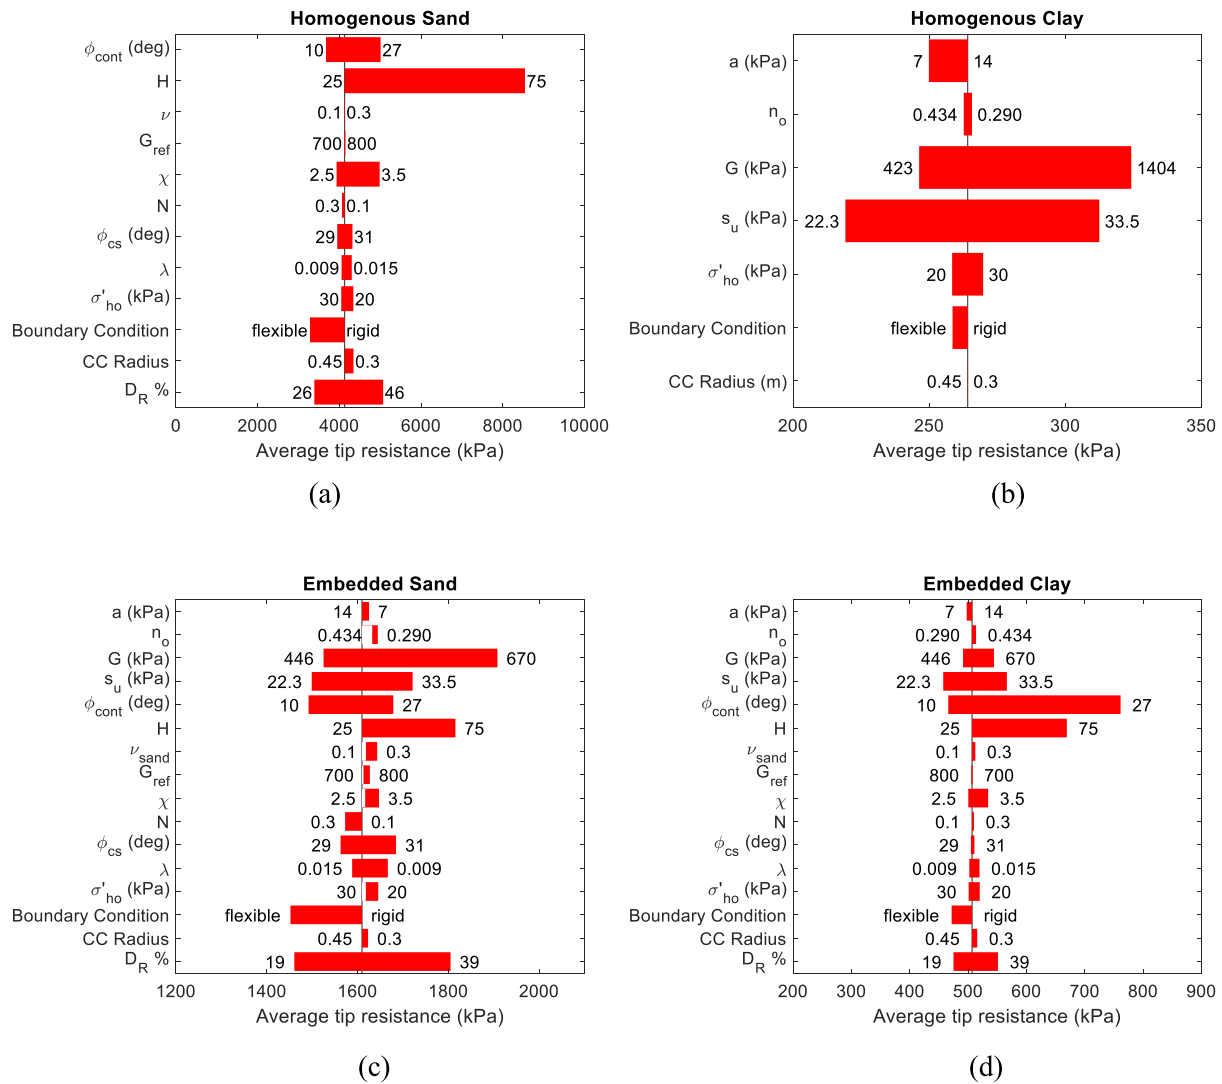 Homogenous Sand
ϕcont (deg) 10 27
H 25 75
ν 0.1 0.3
Gref 700 800
χ 2.5 3.5
N 0.3 0.1
ϕcs (deg) 29 31
λ 0.009 0.015
σ'ho (kPa) 30 20
Boundary Condition flexible rigid
CC Radius 0.45 0.3
DR % 26 46
0 2000 4000 6000 8000 10000
Average tip resistance (kPa)
(a)
Homogenous Clay
a (kPa) 7 14
no 0.434 0.290
G (kPa) 423 1404
su (kPa) 22.3 33.5
σ'ho (kPa) 20 30
Boundary Condition flexible rigid
CC Radius (m) 0.45 0.3
200 250 300 350
Average tip resistance (kPa)
(b)
Embedded Sand
a (kPa) 14 7
no 0.434 0.290
G (kPa) 446 670
su (kPa) 22.3 33.5
ϕcont (deg) 10 27
H 25 75
νsand 0.1 0.3
Gref 700 800
χ 2.5 3.5
N 0.3 0.1
ϕcs (deg) 29 31
λ 0.015 0.009
σ'ho (kPa) 30 20
Boundary Condition flexible rigid
CC Radius 0.45 0.3
DR % 19 39
1200 1400 1600 1800 2000
Average tip resistance (kPa)
(c)
Embedded Clay
a (kPa) 7 14
no 0.290 0.434
G (kPa) 446 670
su (kPa) 22.3 33.5
ϕcont (deg) 10 27
H 25 75
νsand 0.1 0.3
Gref 800 700
χ 2.5 3.5
N 0.1 0.3
ϕcs (deg) 29 31
λ 0.009 0.015
σ'ho (kPa) 30 20
Boundary Condition flexible rigid
CC Radius 0.45 0.3
DR % 19 39
200 300 400 500 600 700 800 900
Average tip resistance (kPa)
(d)